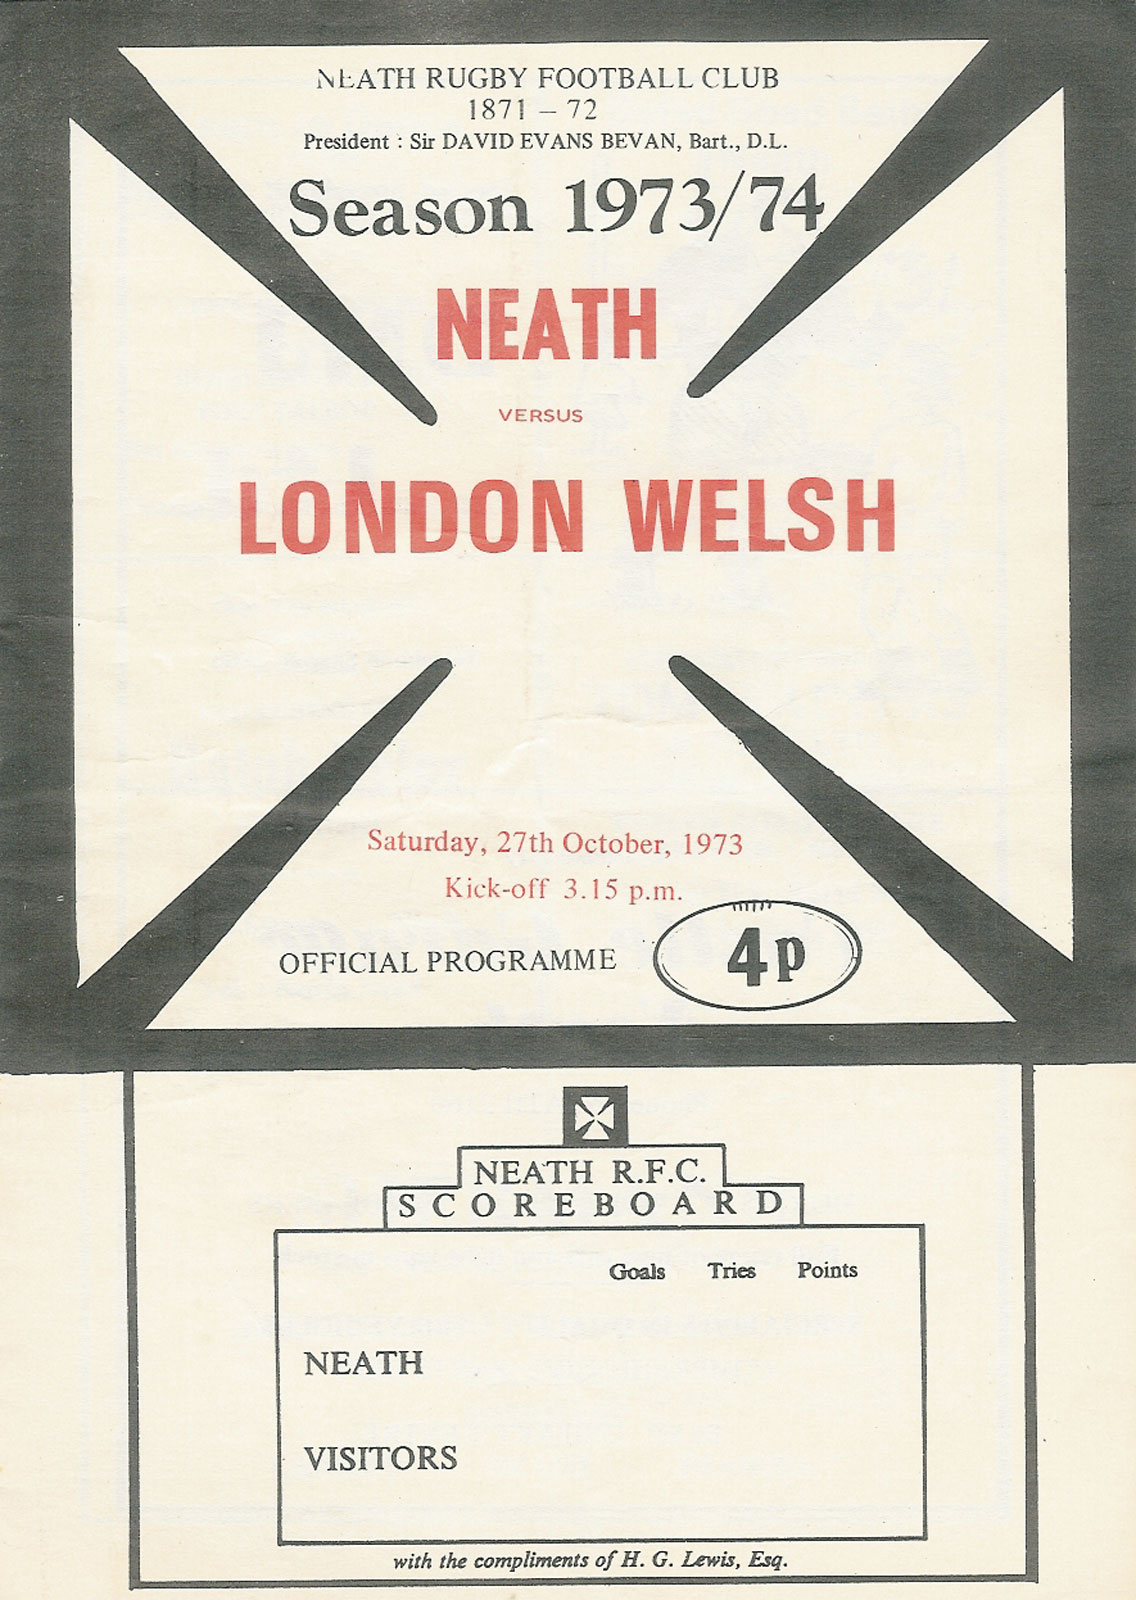 NEATH RUGBY FOOTBALL CLUB
1871 – 72
President : Sir DAVID EVANS BEVAN, Bart., D.L.
Season 1973/74
NEATH
VERSUS
LONDON WELSH
Saturday, 27th October, 1973
Kick-off 3.15 p.m.
OFFICIAL PROGRAMME 4p
NEATH R.F.C.
SCOREBOARD
Goals Tries Points
NEATH
VISITORS
with the compliments of H. G. Lewis, Esq.